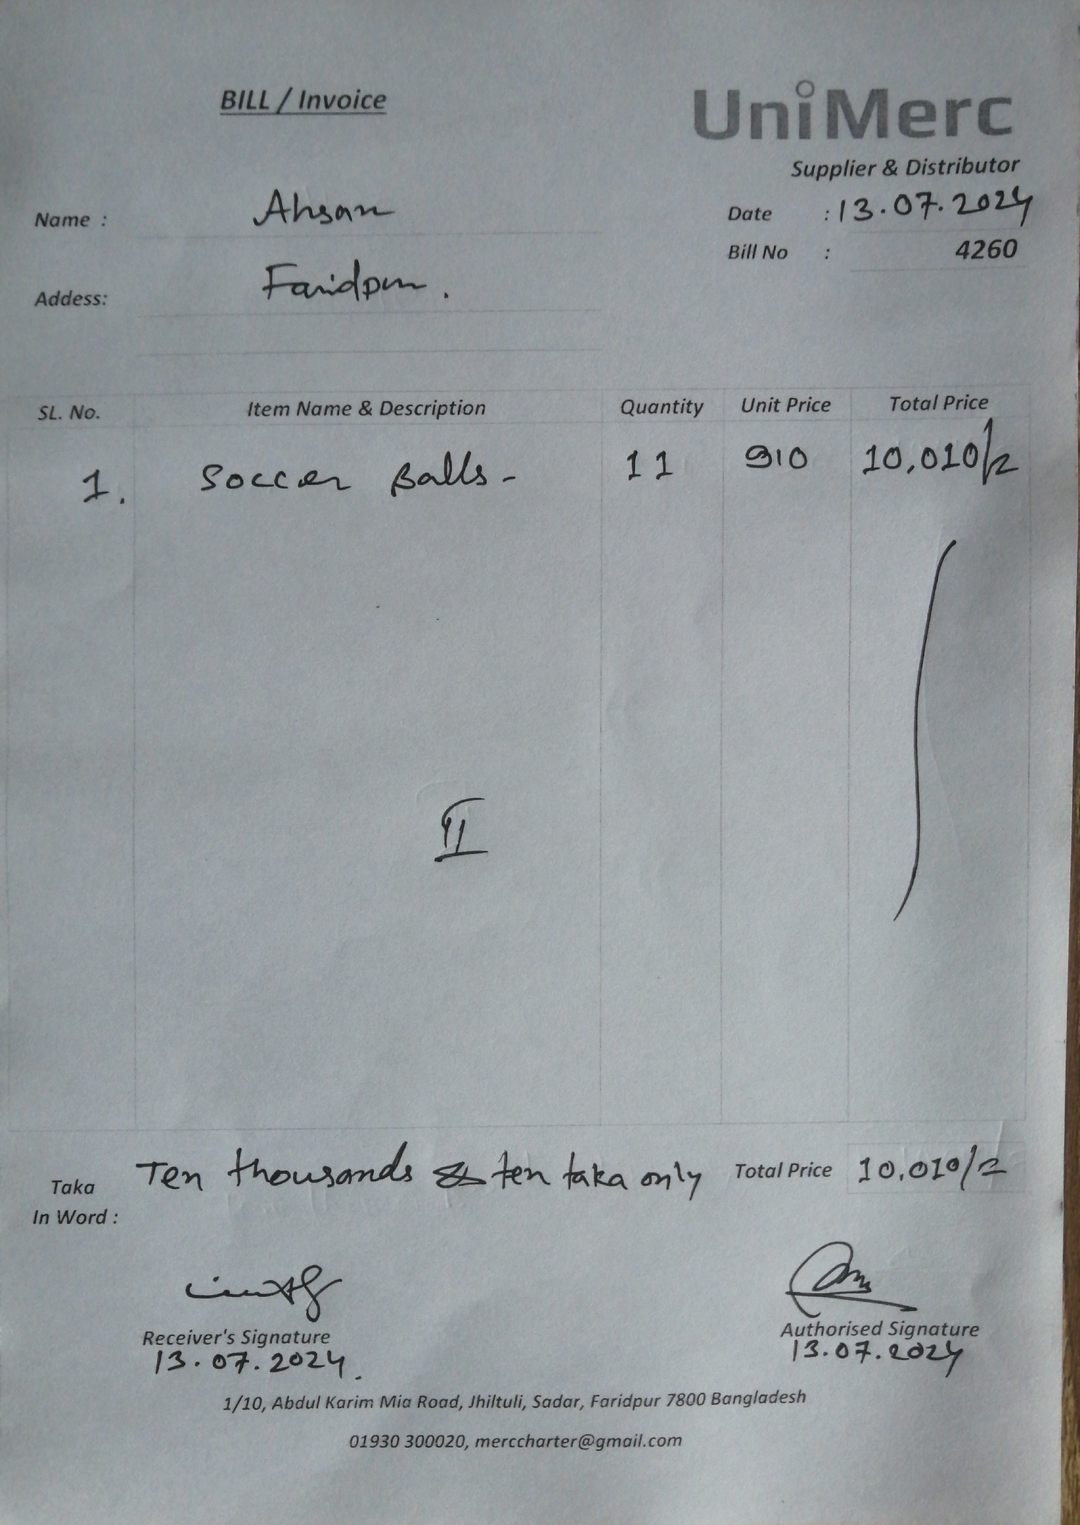 BILL / Invoice
UniMerc
Supplier & Distributor
Name : Ahsan
Date : 13.07.2024
Bill No : 4260
Addess: Faridpur.
SL. No. Item Name & Description Quantity Unit Price Total Price
1. Soccer Balls - 11 910 10,010/=
II
Taka In Word : Ten thousands & ten taka only Total Price 10,010/=
Receiver's Signature Authorised Signature
13.07.2024. 13.07.2024
1/10, Abdul Karim Mia Road, Jhiltuli, Sadar, Faridpur 7800 Bangladesh
01930 300020, merccharter@gmail.com